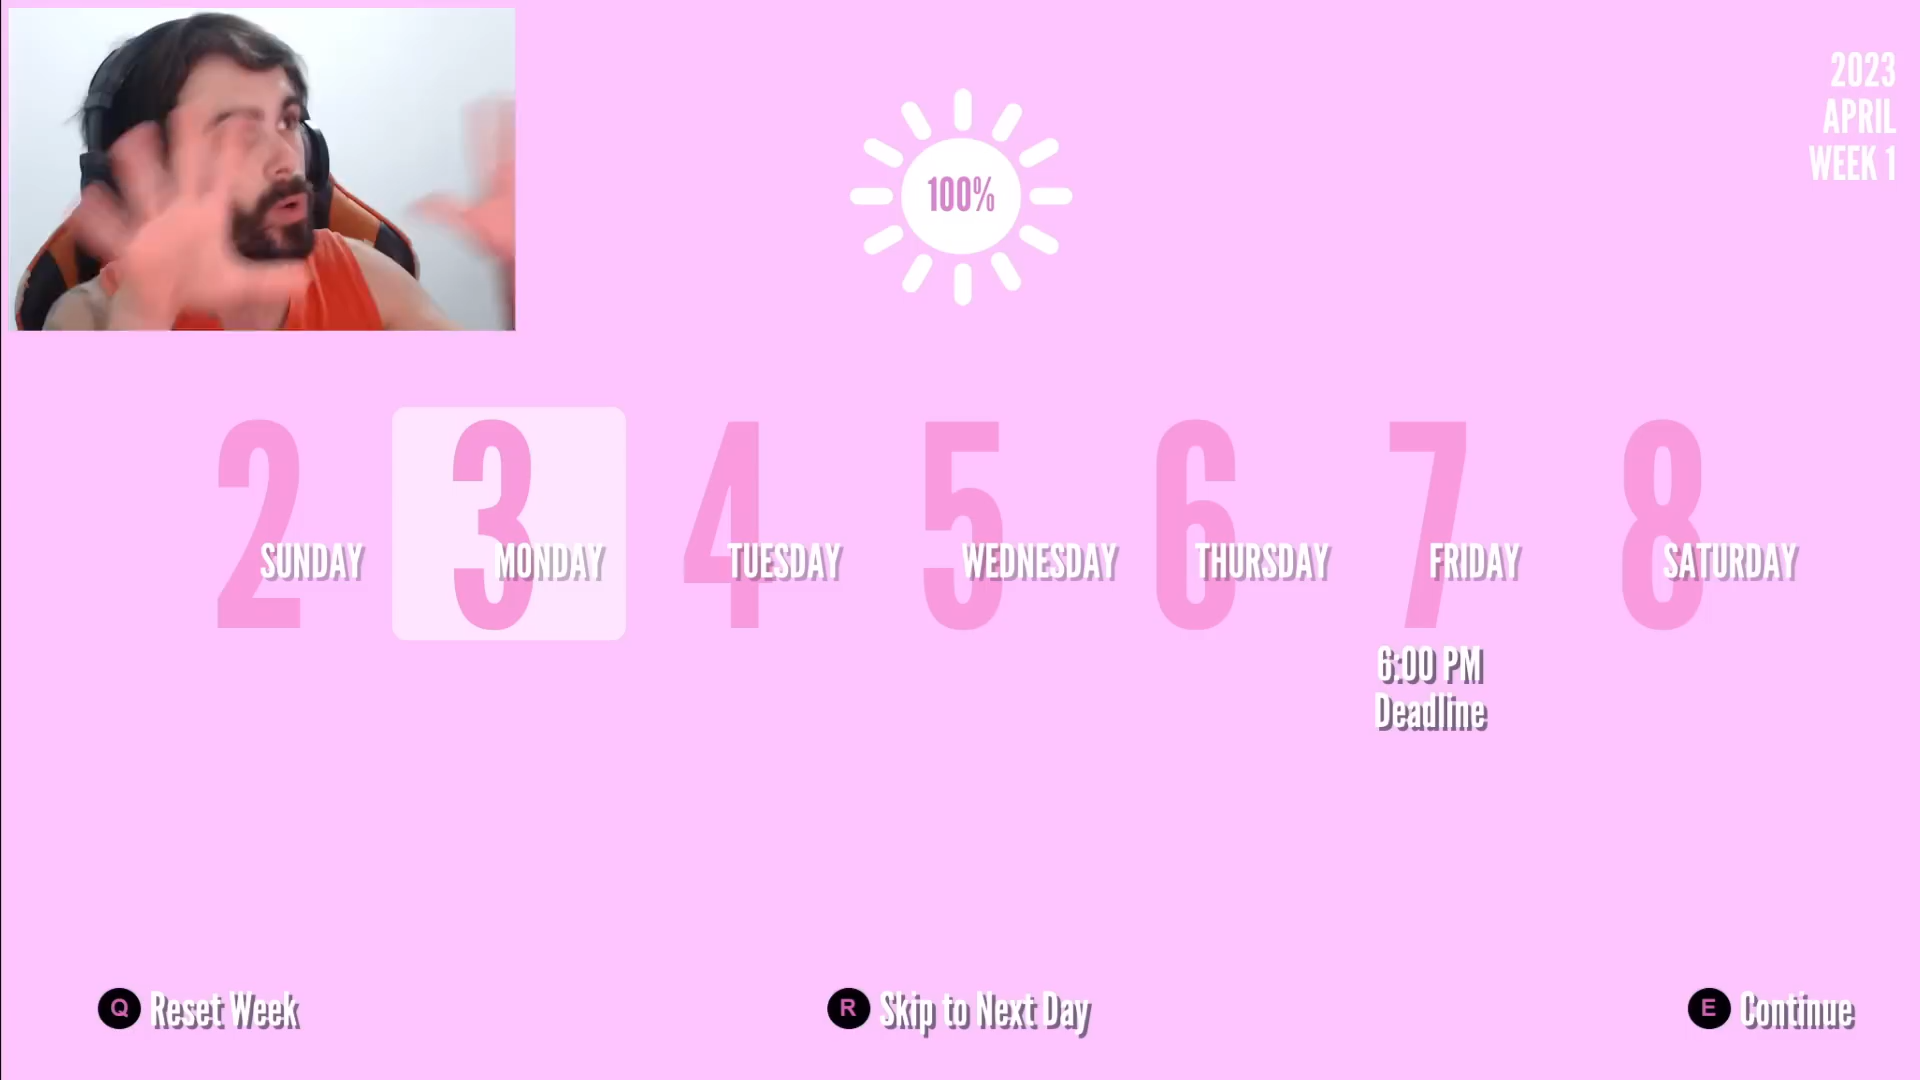 2023
APRIL
WEEK 1
100%
2 SUNDAY
3 MONDAY
4 TUESDAY
5 WEDNESDAY
6 THURSDAY
7 FRIDAY
8 SATURDAY
6:00 PM
Deadline
Q Reset Week
R Skip to Next Day
E Continue